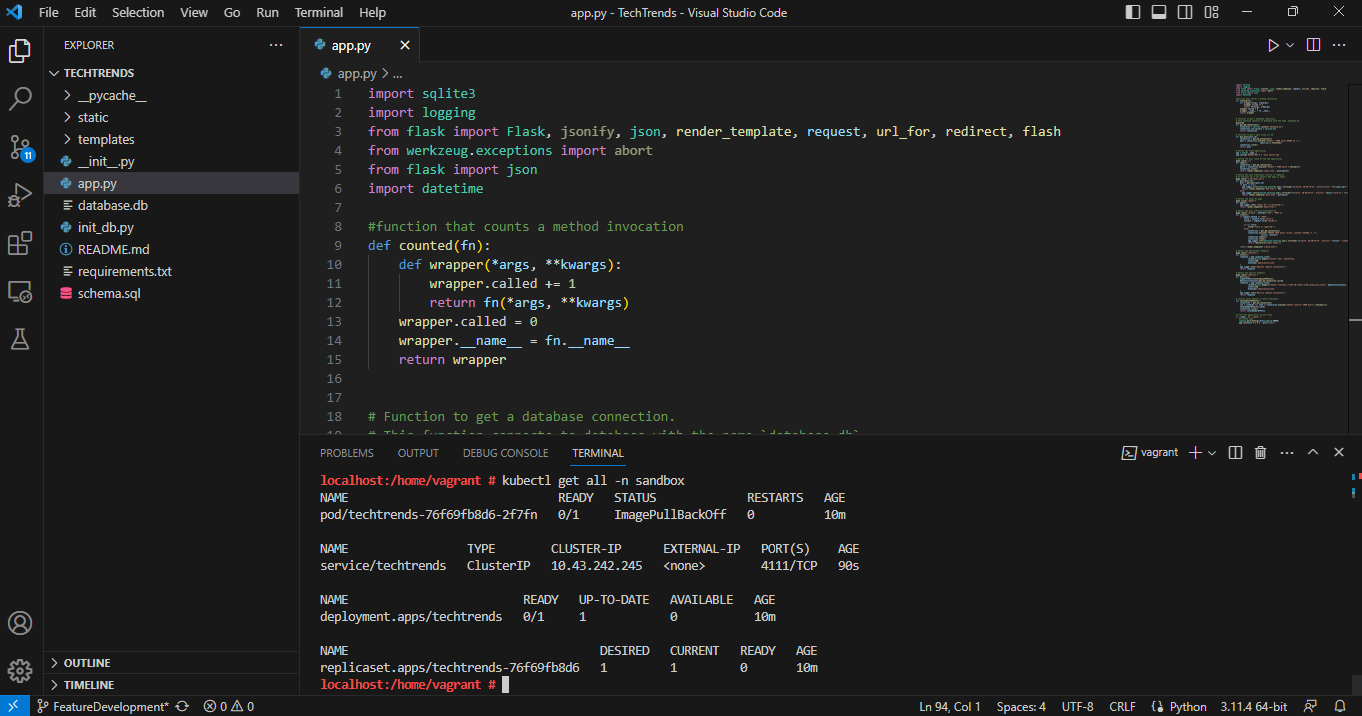 File Edit Selection View Go Run Terminal Help
app.py - TechTrends - Visual Studio Code
EXPLORER
TECHTRENDS
__pycache__
static
templates
__init__.py
app.py
database.db
init_db.py
README.md
requirements.txt
schema.sql
OUTLINE
TIMELINE
11
app.py
app.py > ...
1 import sqlite3
2 import logging
3 from flask import Flask, jsonify, json, render_template, request, url_for, redirect, flash
4 from werkzeug.exceptions import abort
5 from flask import json
6 import datetime
7
8 #function that counts a method invocation
9 def counted(fn):
10 def wrapper(*args, **kwargs):
11 wrapper.called += 1
12 return fn(*args, **kwargs)
13 wrapper.called = 0
14 wrapper.__name__ = fn.__name__
15 return wrapper
16
17
18 # Function to get a database connection.
19 # This function connects to database with the name `database.db`
PROBLEMS OUTPUT DEBUG CONSOLE TERMINAL
vagrant
localhost:/home/vagrant # kubectl get all -n sandbox
NAME READY STATUS RESTARTS AGE
pod/techtrends-76f69fb8d6-2f7fn 0/1 ImagePullBackOff 0 10m
NAME TYPE CLUSTER-IP EXTERNAL-IP PORT(S) AGE
service/techtrends ClusterIP 10.43.242.245 <none> 4111/TCP 90s
NAME READY UP-TO-DATE AVAILABLE AGE
deployment.apps/techtrends 0/1 1 0 10m
NAME DESIRED CURRENT READY AGE
replicaset.apps/techtrends-76f69fb8d6 1 1 0 10m
localhost:/home/vagrant #
FeatureDevelopment* 0 0
Ln 94, Col 1 Spaces: 4 UTF-8 CRLF Python 3.11.4 64-bit